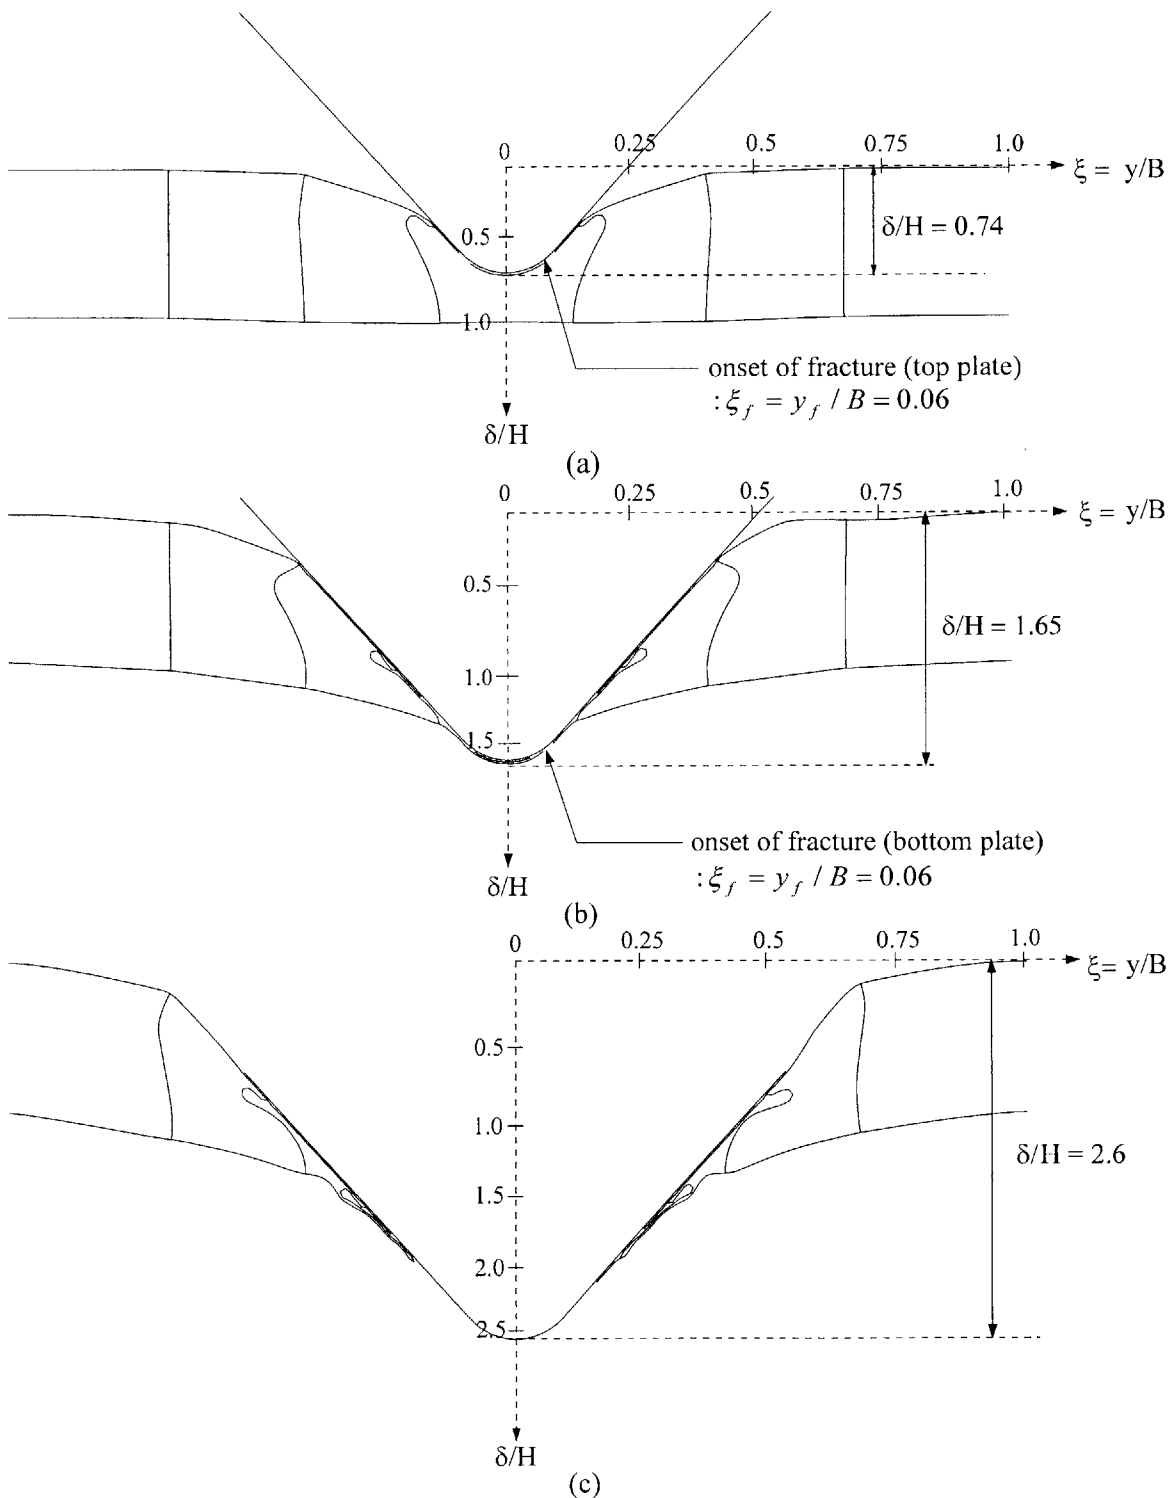 0 0.25 0.5 0.75 1.0
ξ = y/B
0.5
δ/H = 0.74
1.0
onset of fracture (top plate)
: ξ_f = y_f / B = 0.06
δ/H
(a)
0 0.25 0.5 0.75 1.0
ξ = y/B
0.5
δ/H = 1.65
1.0
1.5
onset of fracture (bottom plate)
: ξ_f = y_f / B = 0.06
δ/H
(b)
0 0.25 0.5 0.75 1.0
ξ= y/B
0.5
1.0
δ/H = 2.6
1.5
2.0
2.5
δ/H
(c)